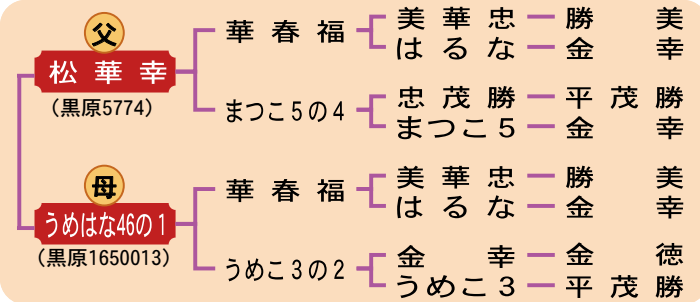 父
松華幸
（黒原5774）
華春福
美華忠 勝美
はるな 金幸
まつこ5の4
忠茂勝 平茂勝
まつこ5 金幸
母
うめはな46の1
（黒原1650013）
華春福
美華忠 勝美
はるな 金幸
うめこ3の2
金幸 金徳
うめこ3 平茂勝